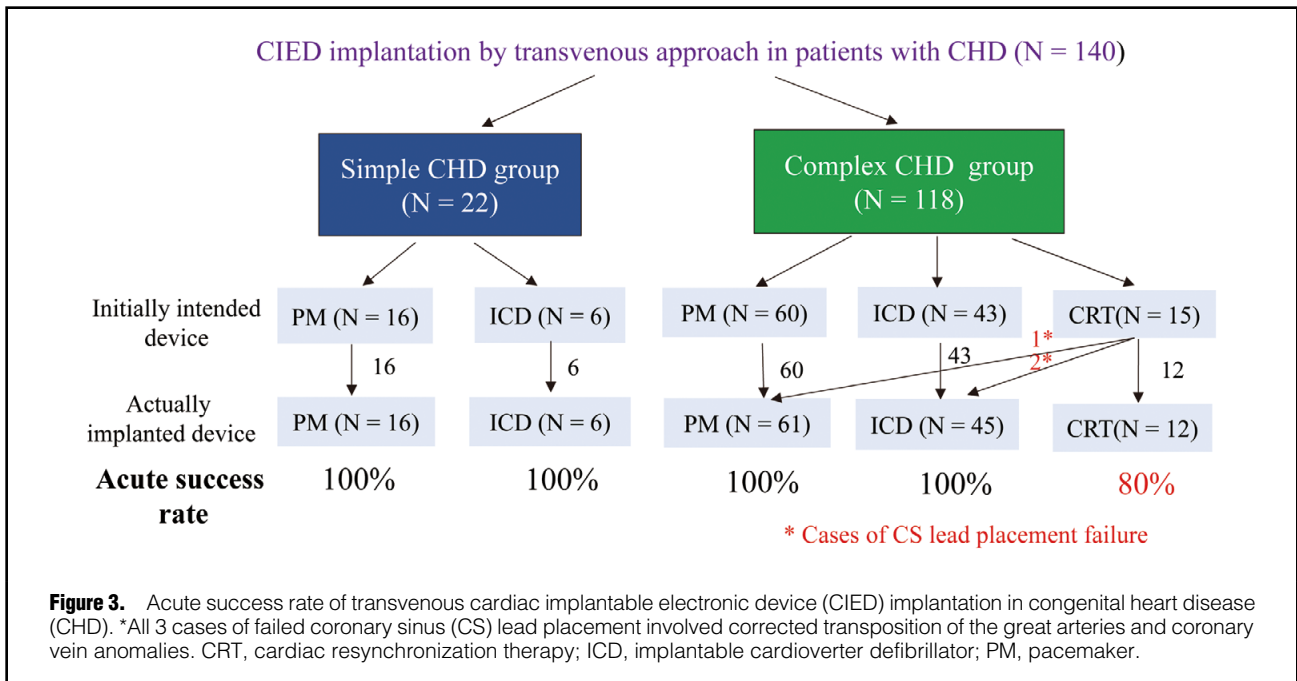 CIED implantation by transvenous approach in patients with CHD (N = 140)
Simple CHD group
(N = 22)
Complex CHD group
(N = 118)
Initially intended
device
PM (N = 16)
ICD (N = 6)
PM (N = 60)
ICD (N = 43)
CRT(N = 15)
16
6
60
43
1*
2*
12
Actually
implanted device
PM (N = 16)
ICD (N = 6)
PM (N = 61)
ICD (N = 45)
CRT(N = 12)
Acute success
rate
100%
100%
100%
100%
80%
* Cases of CS lead placement failure
Figure 3. Acute success rate of transvenous cardiac implantable electronic device (CIED) implantation in congenital heart disease
(CHD). *All 3 cases of failed coronary sinus (CS) lead placement involved corrected transposition of the great arteries and coronary
vein anomalies. CRT, cardiac resynchronization therapy; ICD, implantable cardioverter defibrillator; PM, pacemaker.